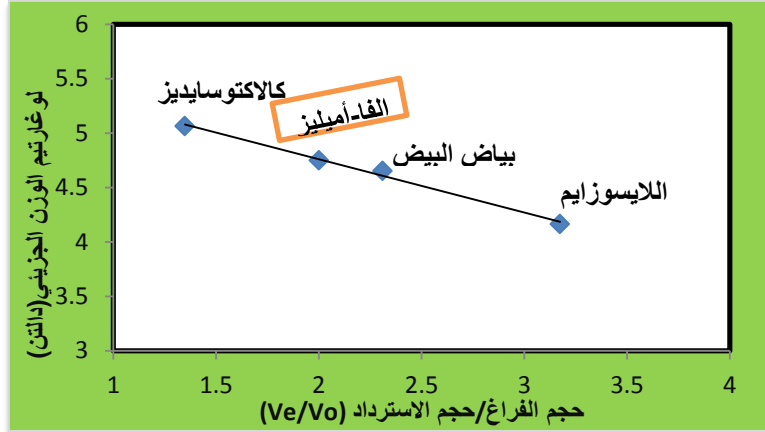 6
5.5
5
4.5
4
3.5
3
1
1.5
2
2.5
3
3.5
4
لوغارتيم الوزن الجزيئي(دالتن)
كالاكتوسايديز
الفا-أميليز
بياض البيض
اللايسوزايم
حجم الفراغ/حجم الاسترداد (Ve/Vo)